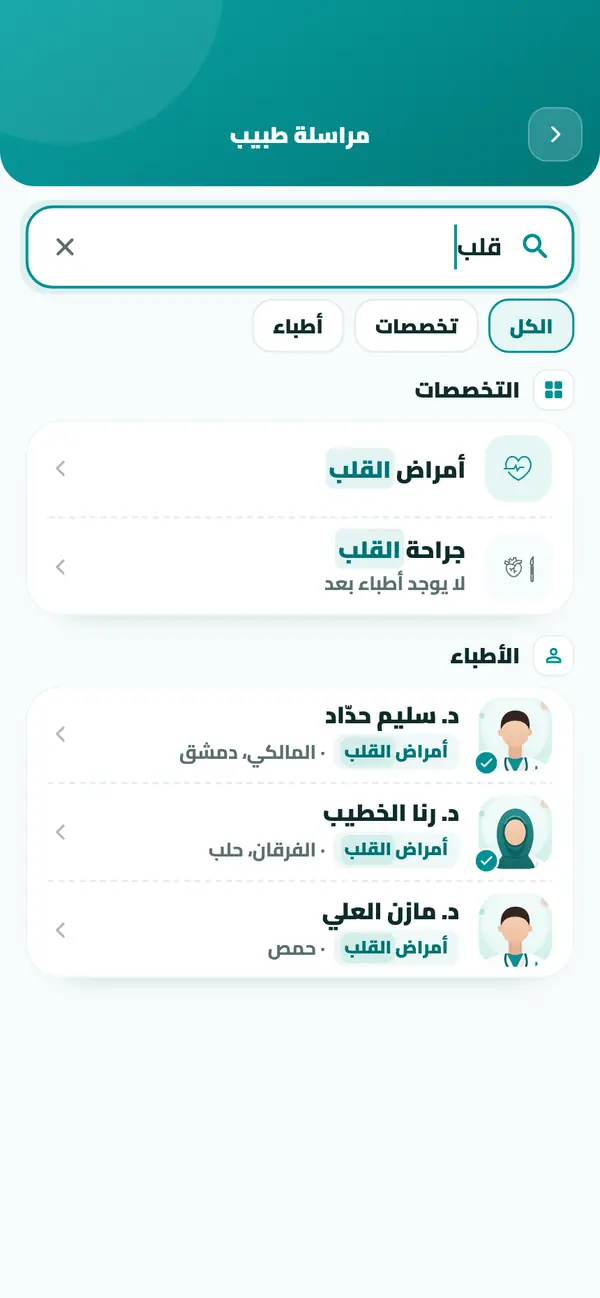 مراسلة طبيب
قلب
الكل
تخصصات
أطباء
التخصصات
أمراض القلب
جراحة القلب
لا يوجد أطباء بعد
الأطباء
د. سليم حدّاد
أمراض القلب · المالكي، دمشق
د. رنا الخطيب
أمراض القلب · الفرقان، حلب
د. مازن العلي
أمراض القلب · حمص